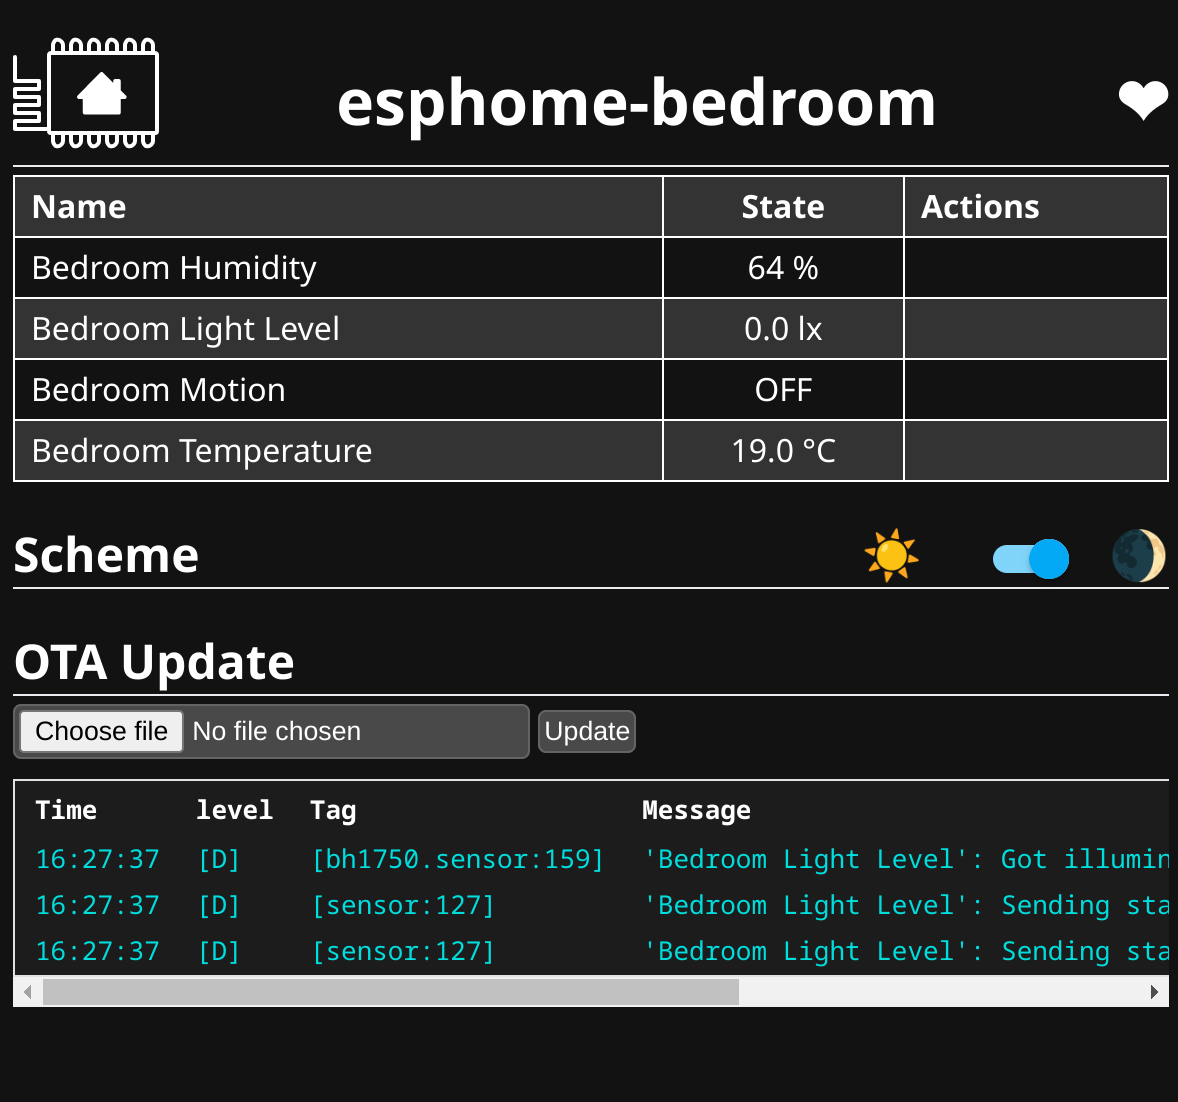 esphome-bedroom
Name State Actions
Bedroom Humidity 64 %
Bedroom Light Level 0.0 lx
Bedroom Motion OFF
Bedroom Temperature 19.0 °C
Scheme
OTA Update
Choose file No file chosen Update
Time level Tag Message
16:27:37 [D] [bh1750.sensor:159] 'Bedroom Light Level': Got illumin
16:27:37 [D] [sensor:127] 'Bedroom Light Level': Sending sta
16:27:37 [D] [sensor:127] 'Bedroom Light Level': Sending sta